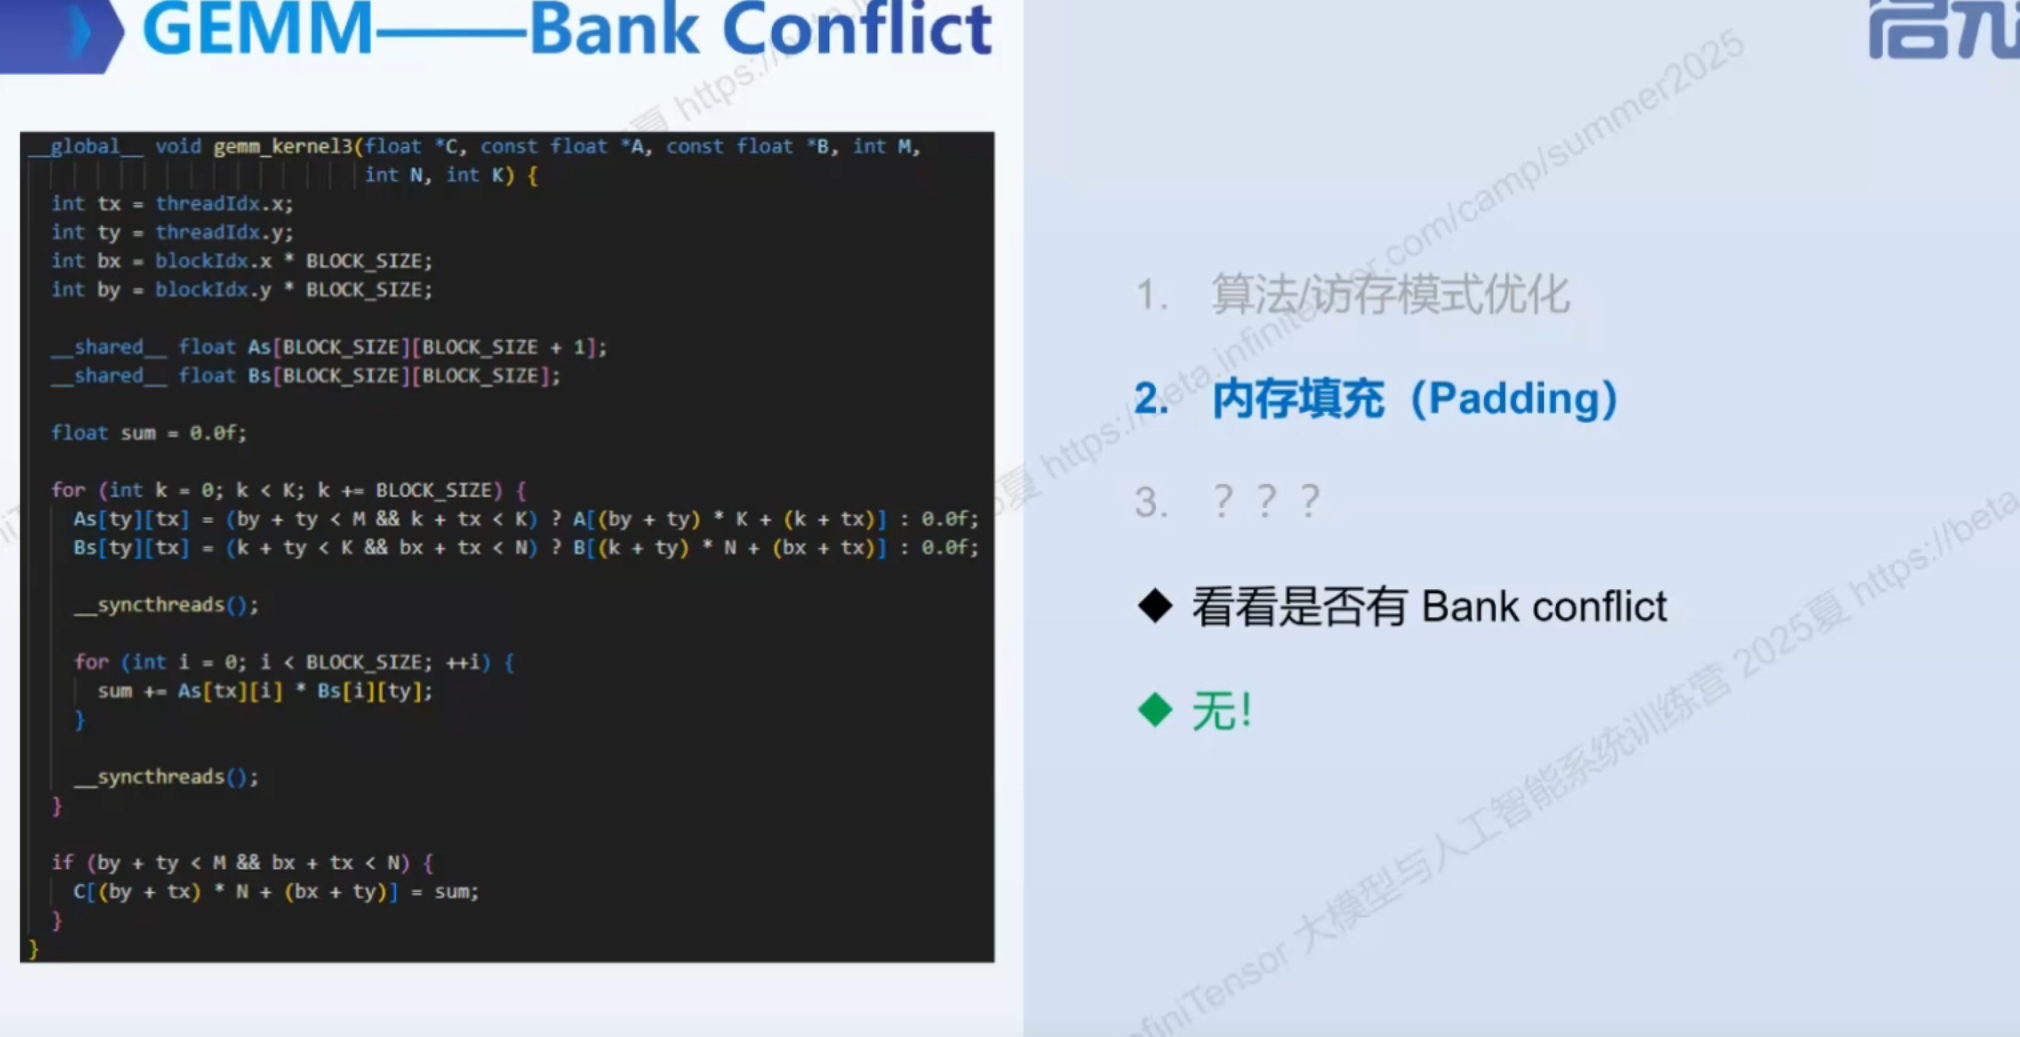 GEMM——Bank Conflict
__global__ void gemm_kernel3(float *C, const float *A, const float *B, int M,
int N, int K) {
int tx = threadIdx.x;
int ty = threadIdx.y;
int bx = blockIdx.x * BLOCK_SIZE;
int by = blockIdx.y * BLOCK_SIZE;
__shared__ float As[BLOCK_SIZE][BLOCK_SIZE + 1];
__shared__ float Bs[BLOCK_SIZE][BLOCK_SIZE];
float sum = 0.0f;
for (int k = 0; k < K; k += BLOCK_SIZE) {
As[ty][tx] = (by + ty < M && k + tx < K) ? A[(by + ty) * K + (k + tx)] : 0.0f;
Bs[ty][tx] = (k + ty < K && bx + tx < N) ? B[(k + ty) * N + (bx + tx)] : 0.0f;
__syncthreads();
for (int i = 0; i < BLOCK_SIZE; ++i) {
sum += As[tx][i] * Bs[i][ty];
}
__syncthreads();
}
if (by + ty < M && bx + tx < N) {
C[(by + tx) * N + (bx + ty)] = sum;
}
}
1. 算法/访存模式优化
2. 内存填充（Padding）
3. ？？？
◆ 看看是否有 Bank conflict
◆ 无!
夏 https://beta.infinitensor.com/camp/summer2025
finiTensor 大模型与人工智能系统训练营 2025夏 https://beta
夏 https://